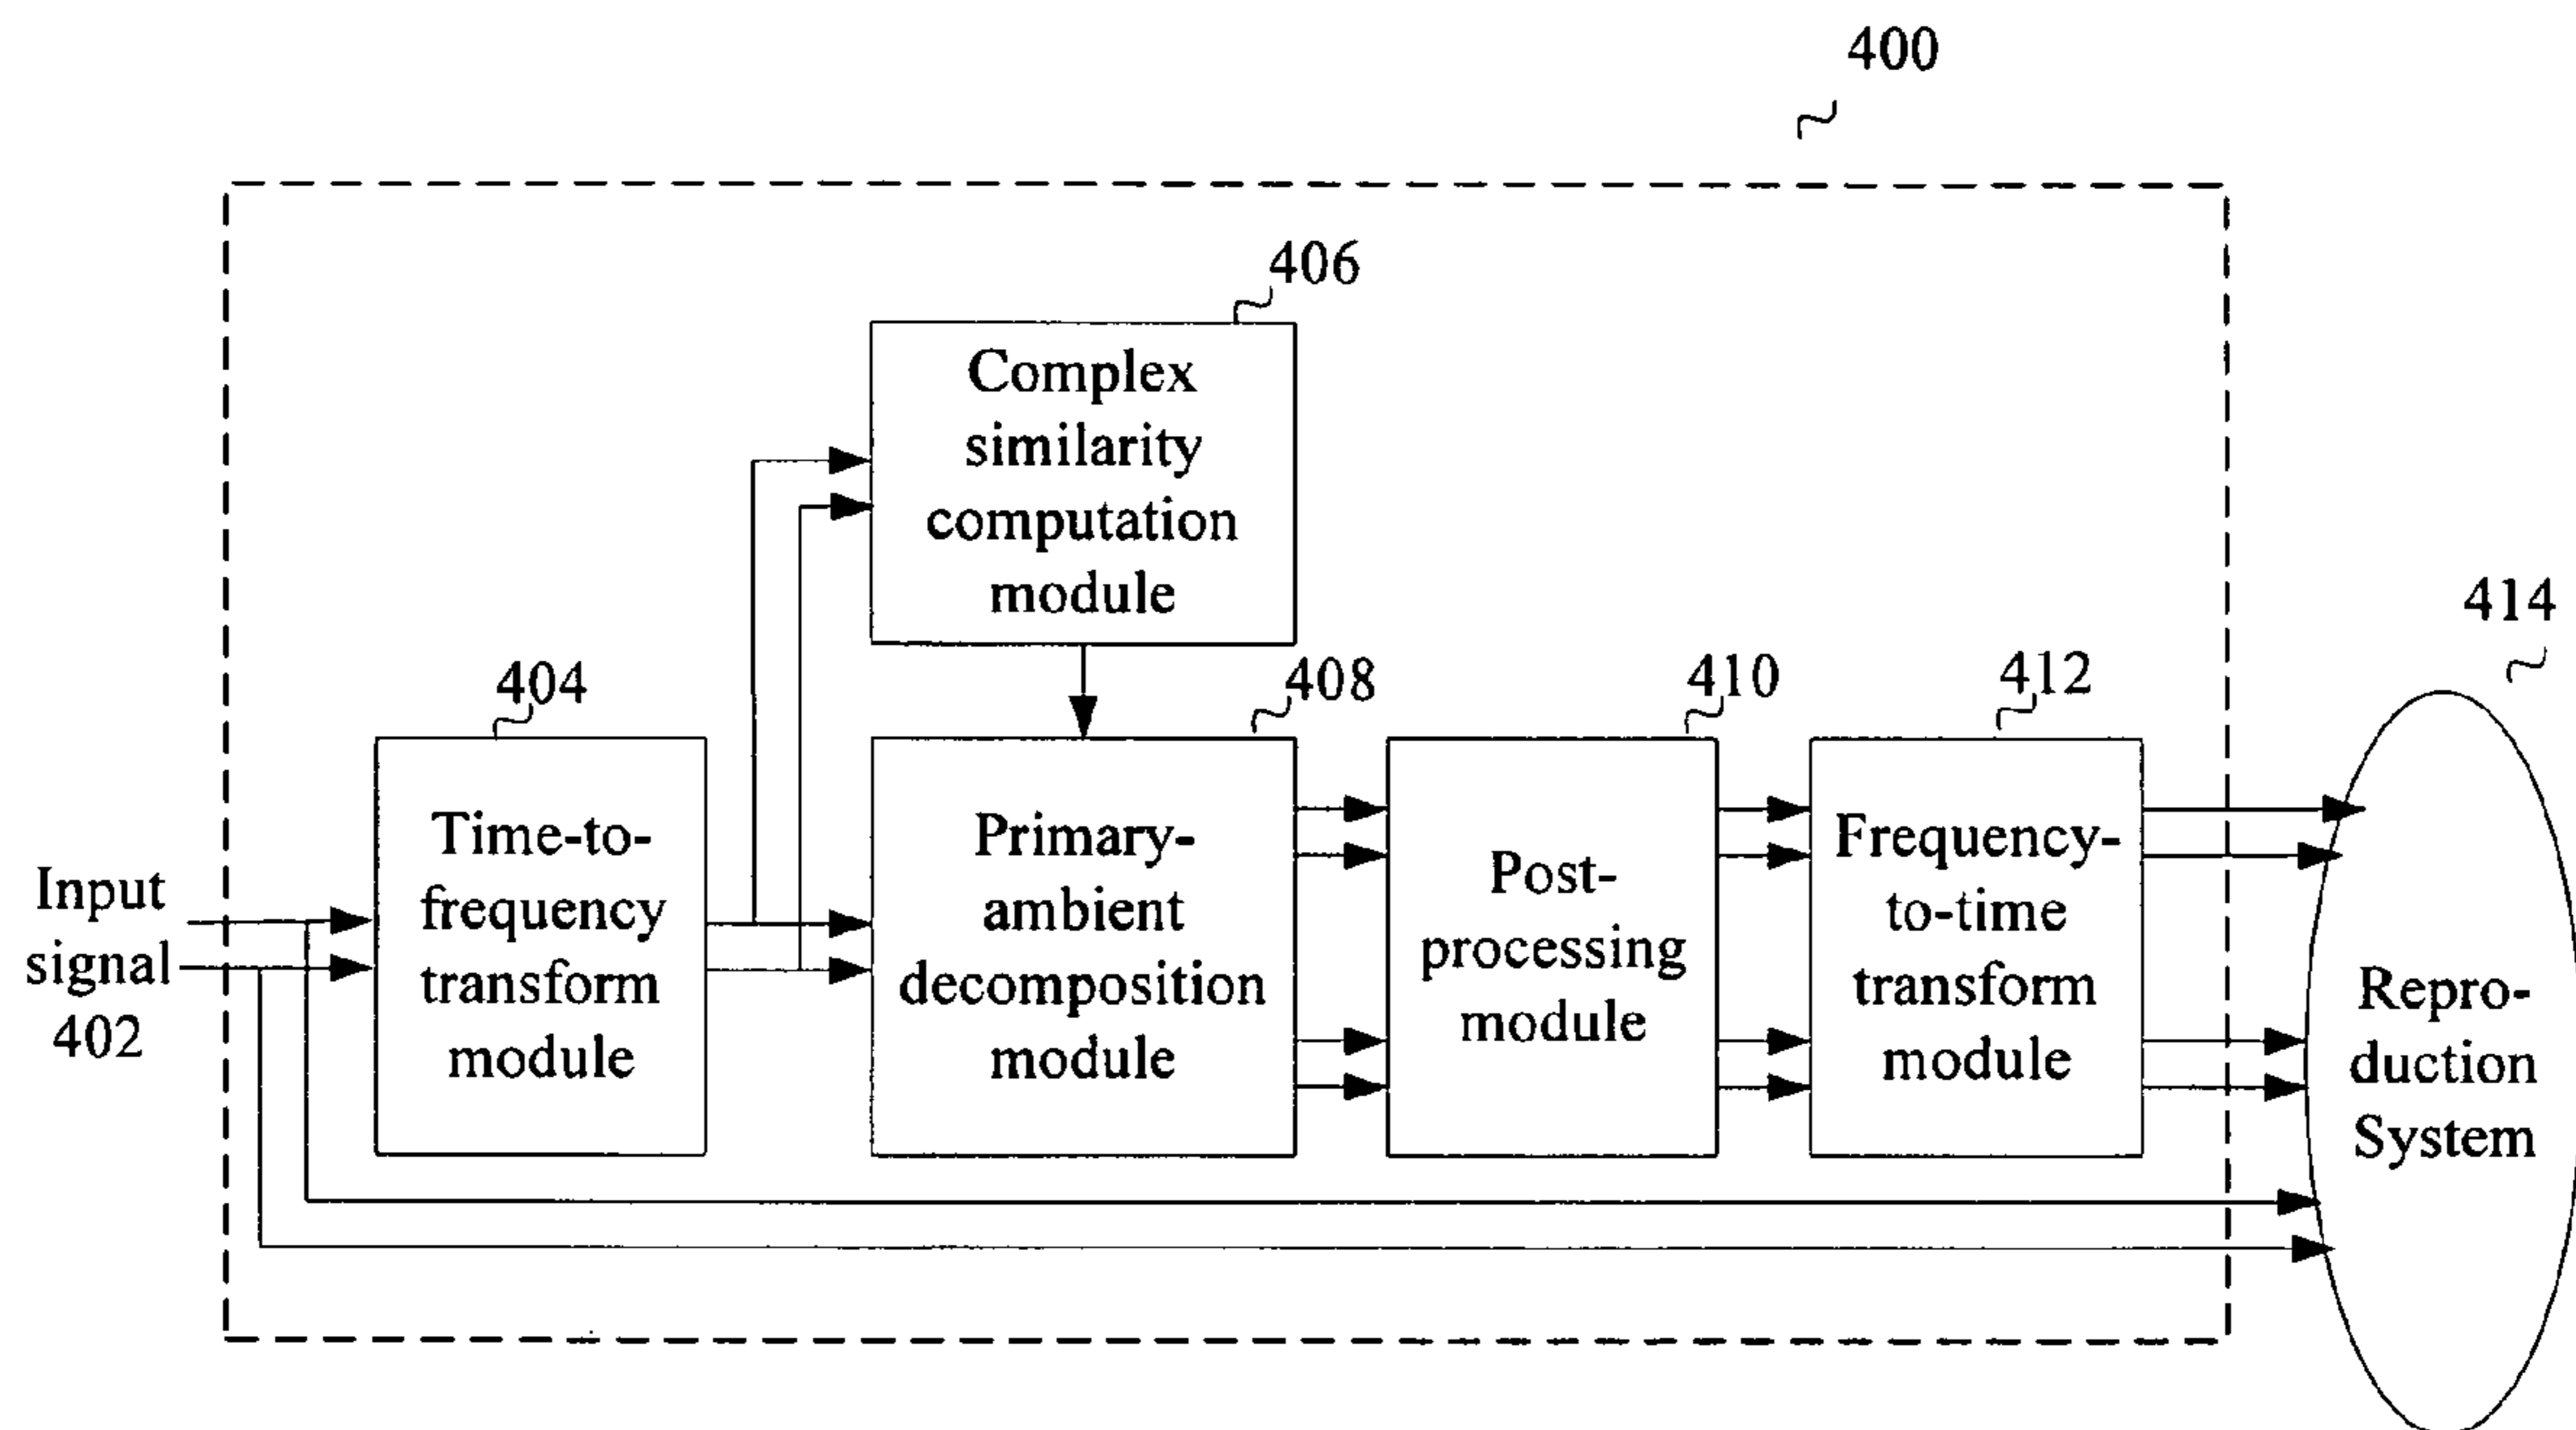 400
406
Complex
similarity
computation
module
414
404
408
410
412
Time-to-
frequency
transform
module
Primary-
ambient
decomposition
module
Post-
processing
module
Frequency-
to-time
transform
module
Input
signal
402
Repro-
duction
System